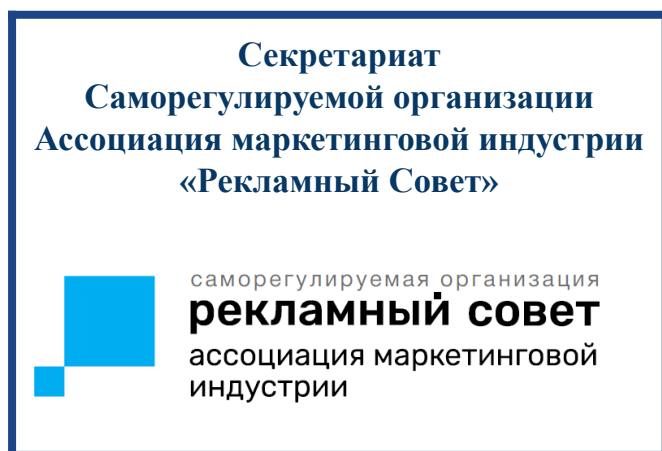 Секретариат
Саморегулируемой организации
Ассоциация маркетинговой индустрии
«Рекламный Совет»
саморегулируемая организация
рекламный совет
ассоциация маркетинговой
индустрии